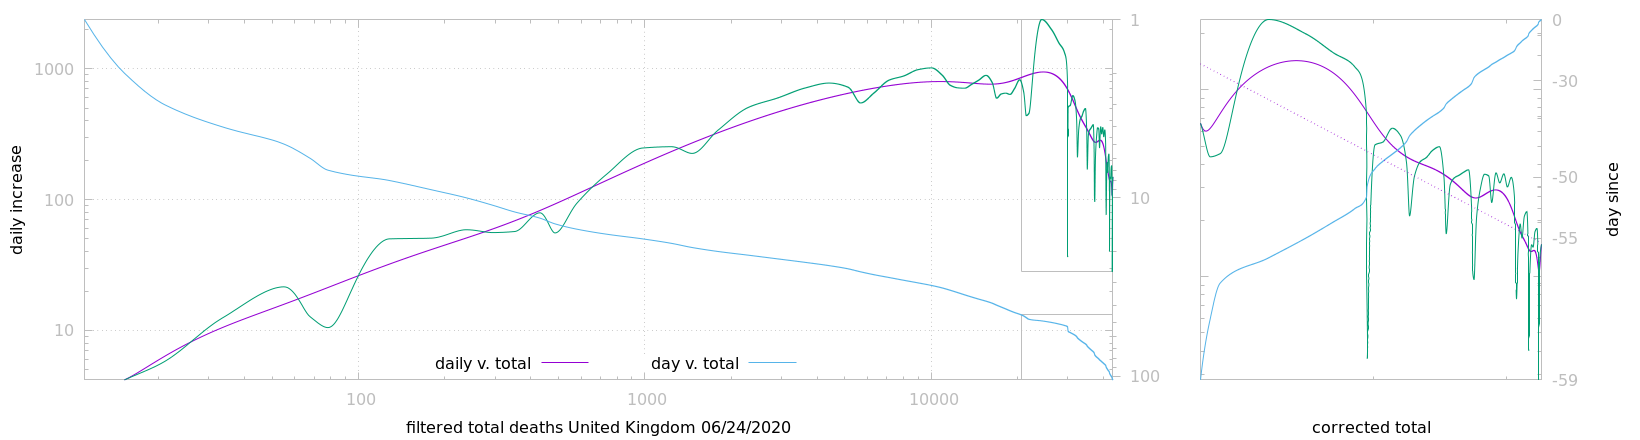 daily increase
1000
100
10
daily v. total
day v. total
100
1000
10000
filtered total deaths United Kingdom 06/24/2020
1
10
100
0
-30
-50
-55
-59
day since
corrected total